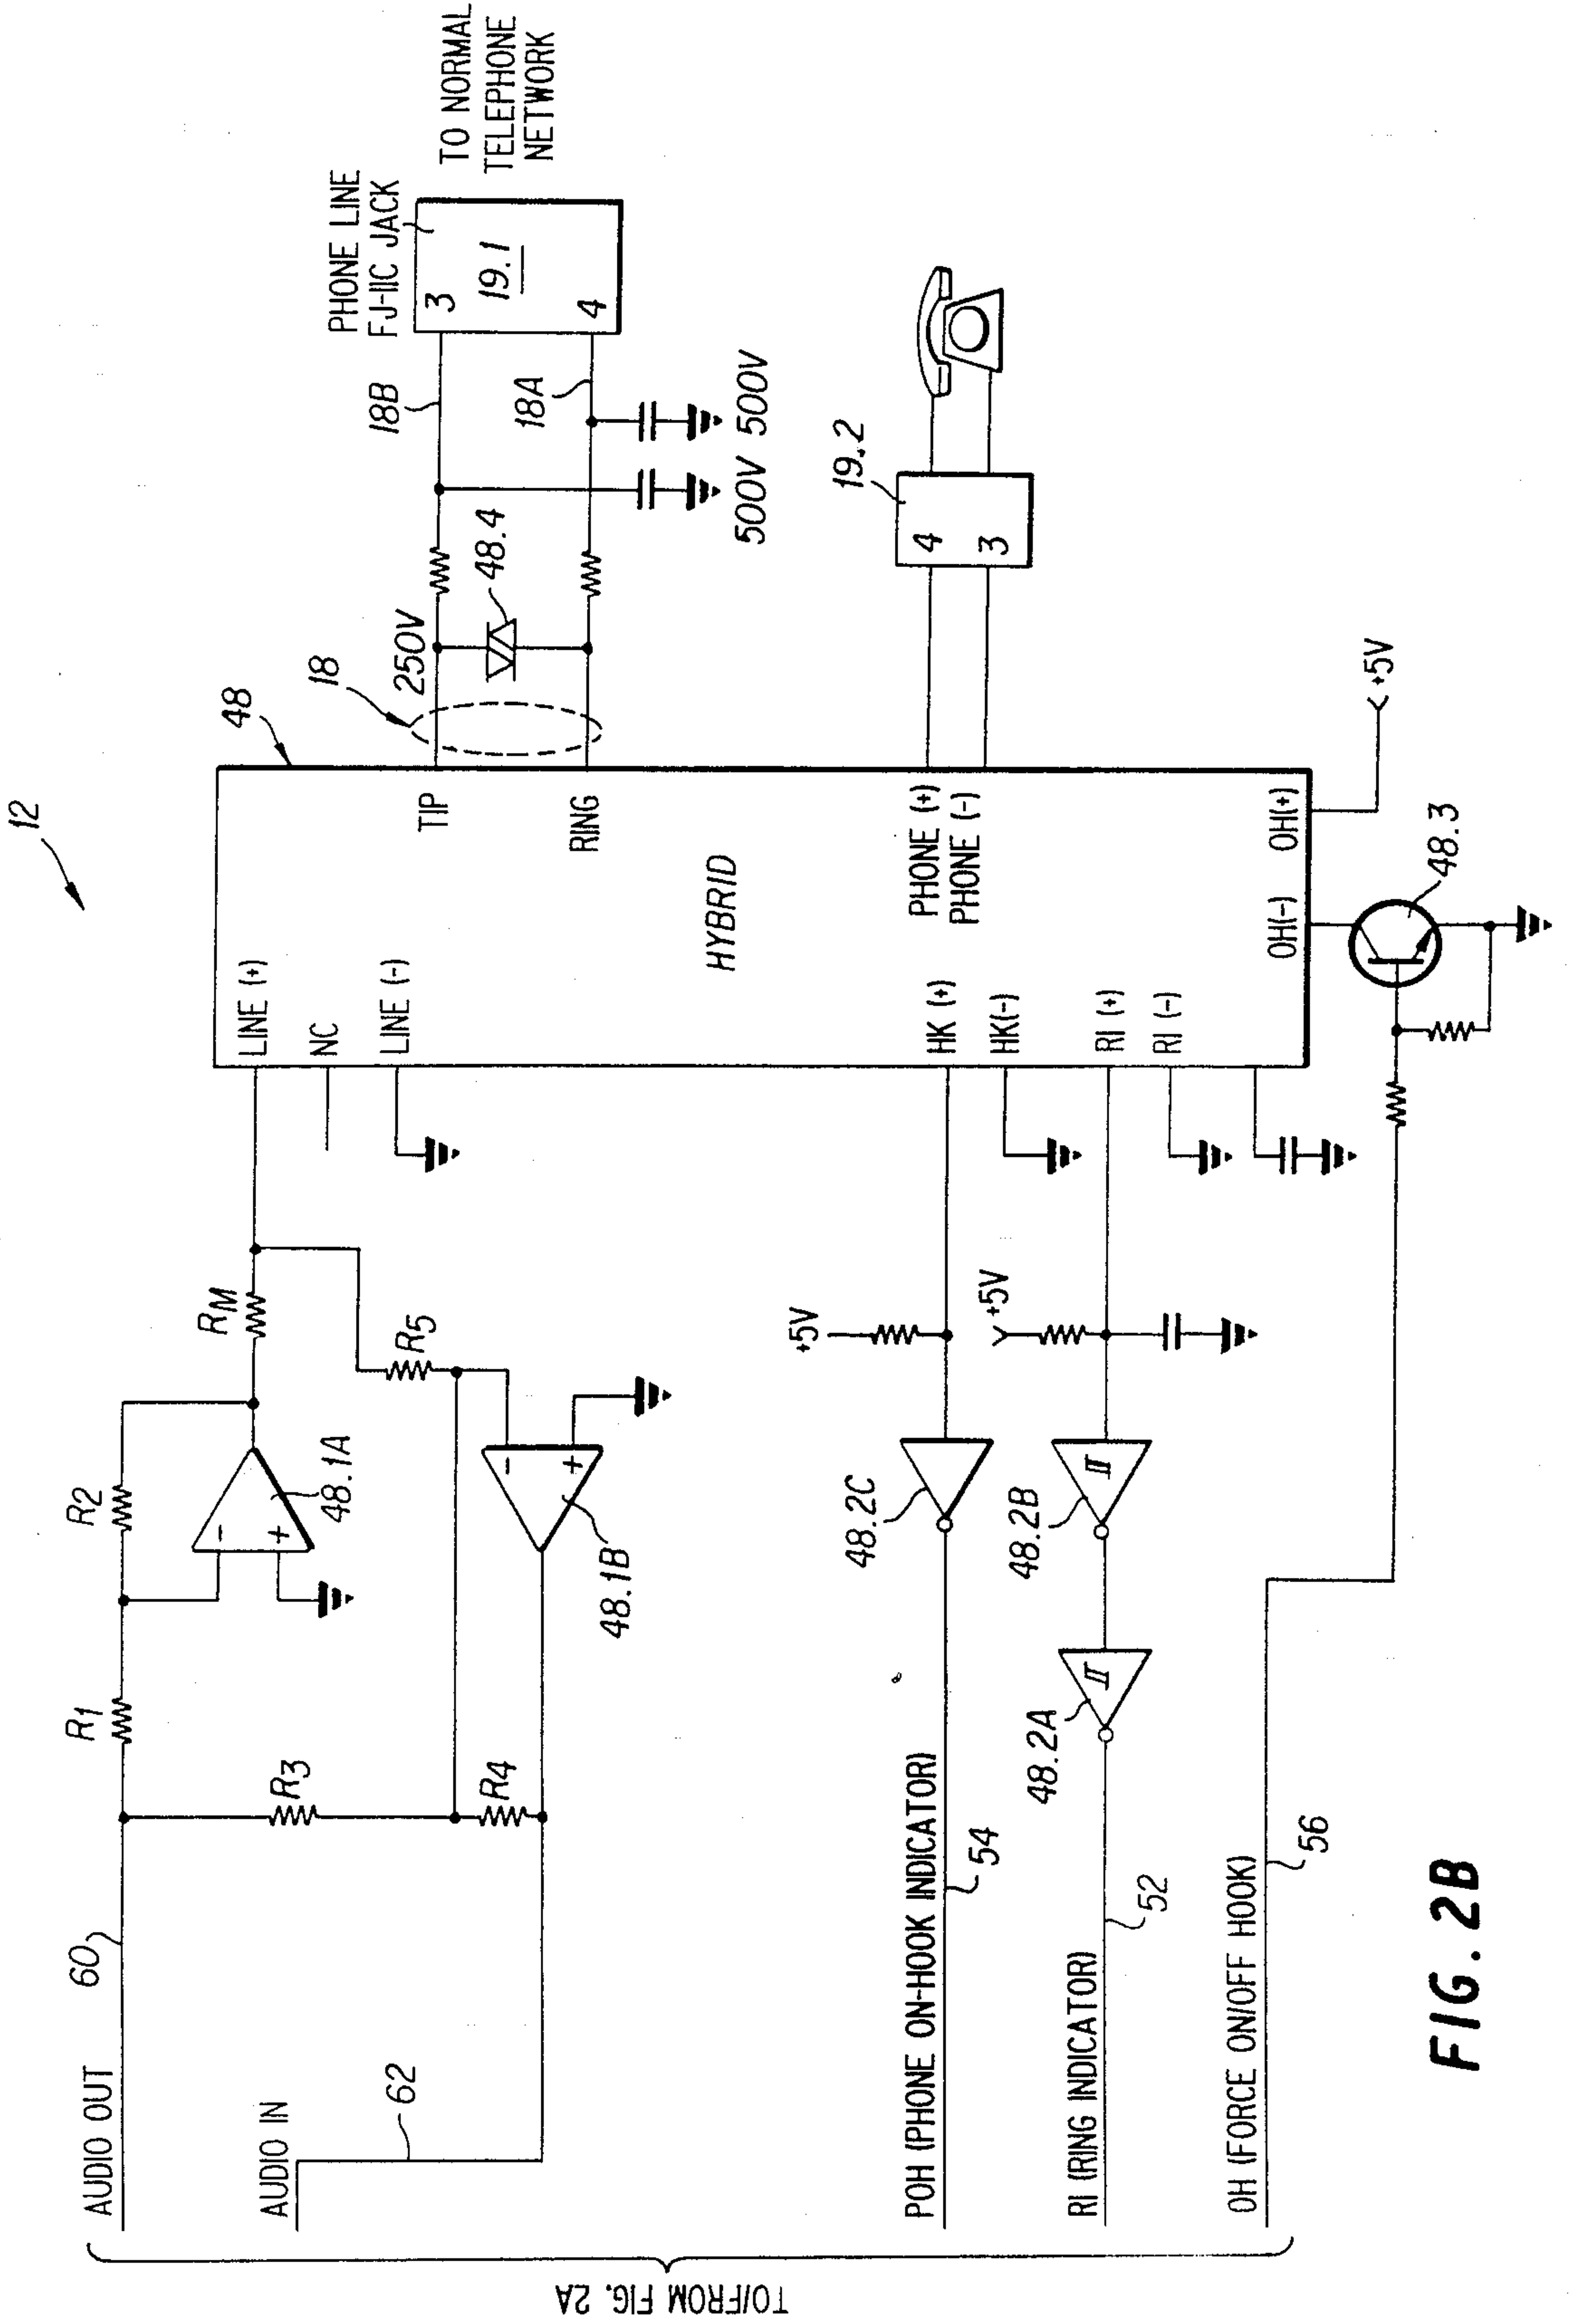 12
AUDIO OUT
60
R1
R2
48.1A
-
+
RM
R3
R4
R5
-
+
48.1B
AUDIO IN
62
LINE (+)
NC
LINE (-)
48
TIP
RING
HYBRID
18
250V
48.4
18B
18A
500V
500V
PHONE LINE
FJ-11C JACK
3
19.1
4
TO NORMAL
TELEPHONE
NETWORK
PHONE (+)
PHONE (-)
19.2
4
3
TO/FROM FIG. 2A
POH (PHONE ON-HOOK INDICATOR)
54
48.2C
+5V
HK (+)
HK(-)
RI (RING INDICATOR)
52
48.2A
48.2B
+5V
RI (+)
RI (-)
OH(-)
OH(+)
+5V
48.3
OH (FORCE ON/OFF HOOK)
56
FIG. 2B